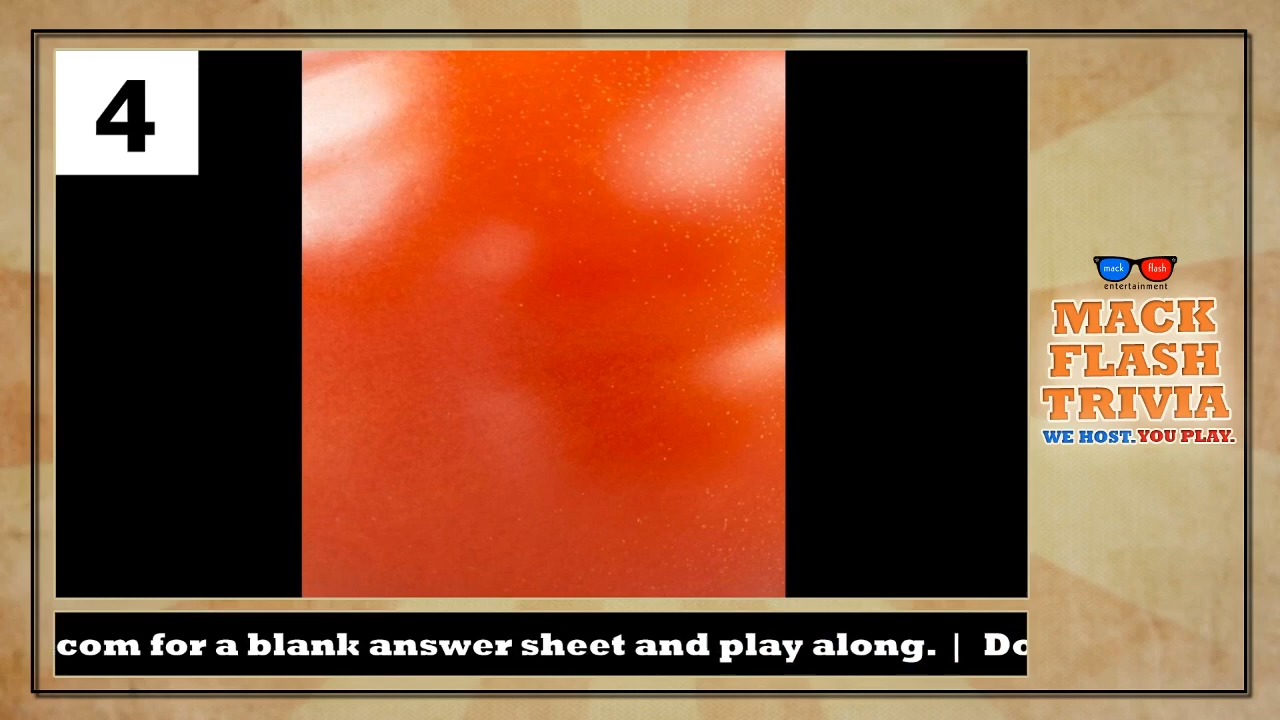 4
mack flash
entertainment
MACK
FLASH
TRIVIA
WE HOST. YOU PLAY.
com for a blank answer sheet and play along. | Do